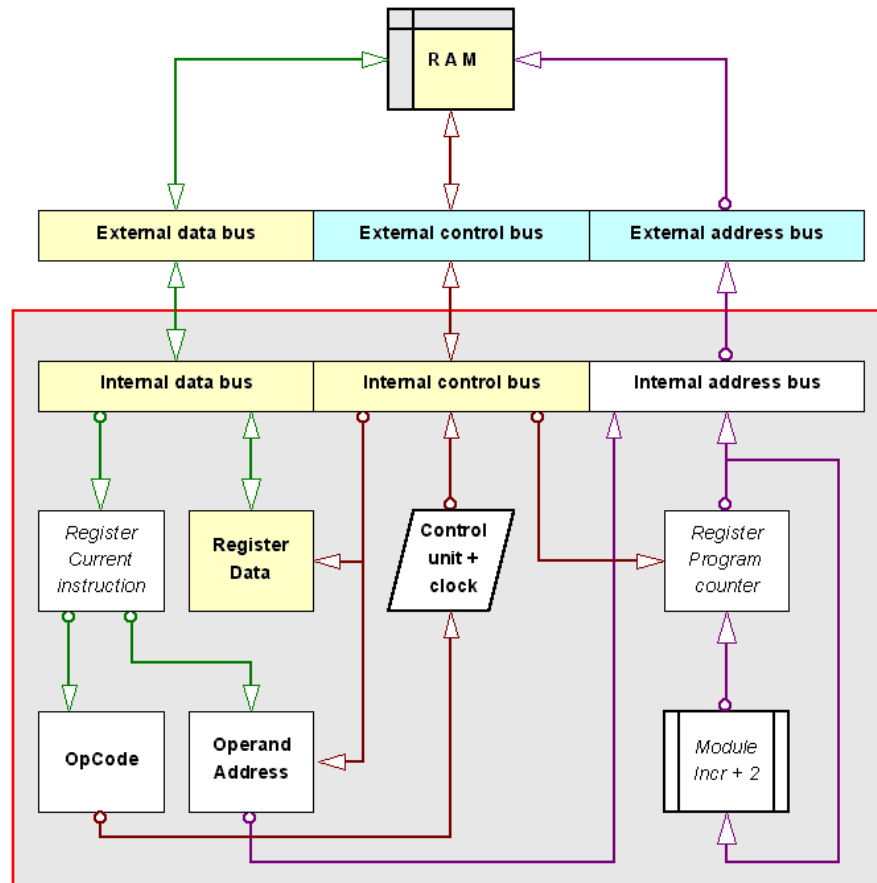 R A M
External data bus
External control bus
External address bus
Internal data bus
Internal control bus
Internal address bus
Register
Current
instruction
Register
Data
Control
unit +
clock
Register
Program
counter
OpCode
Operand
Address
Module
Incr + 2